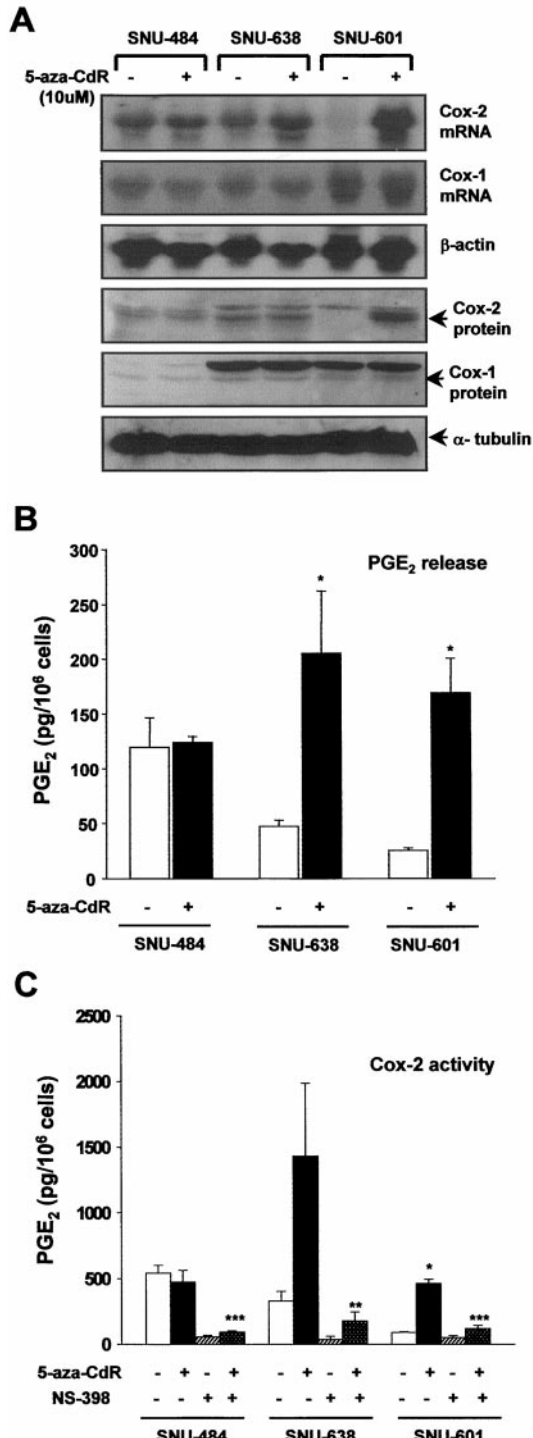 A
SNU-484 SNU-638 SNU-601
5-aza-CdR - + - + - +
(10uM)
Cox-2
mRNA
Cox-1
mRNA
β-actin
Cox-2
protein
Cox-1
protein
α- tubulin
B
PGE2 release
PGE2 (pg/10⁶ cells)
300
250
200
150
100
50
0
* *
5-aza-CdR - + - + - +
SNU-484 SNU-638 SNU-601
C
Cox-2 activity
PGE2 (pg/10⁶ cells)
2500
2000
1500
1000
500
0
*** ** * ***
5-aza-CdR - + - + - + - + - + - +
NS-398 - - + + - - + + - - + +
SNU-484 SNU-638 SNU-601